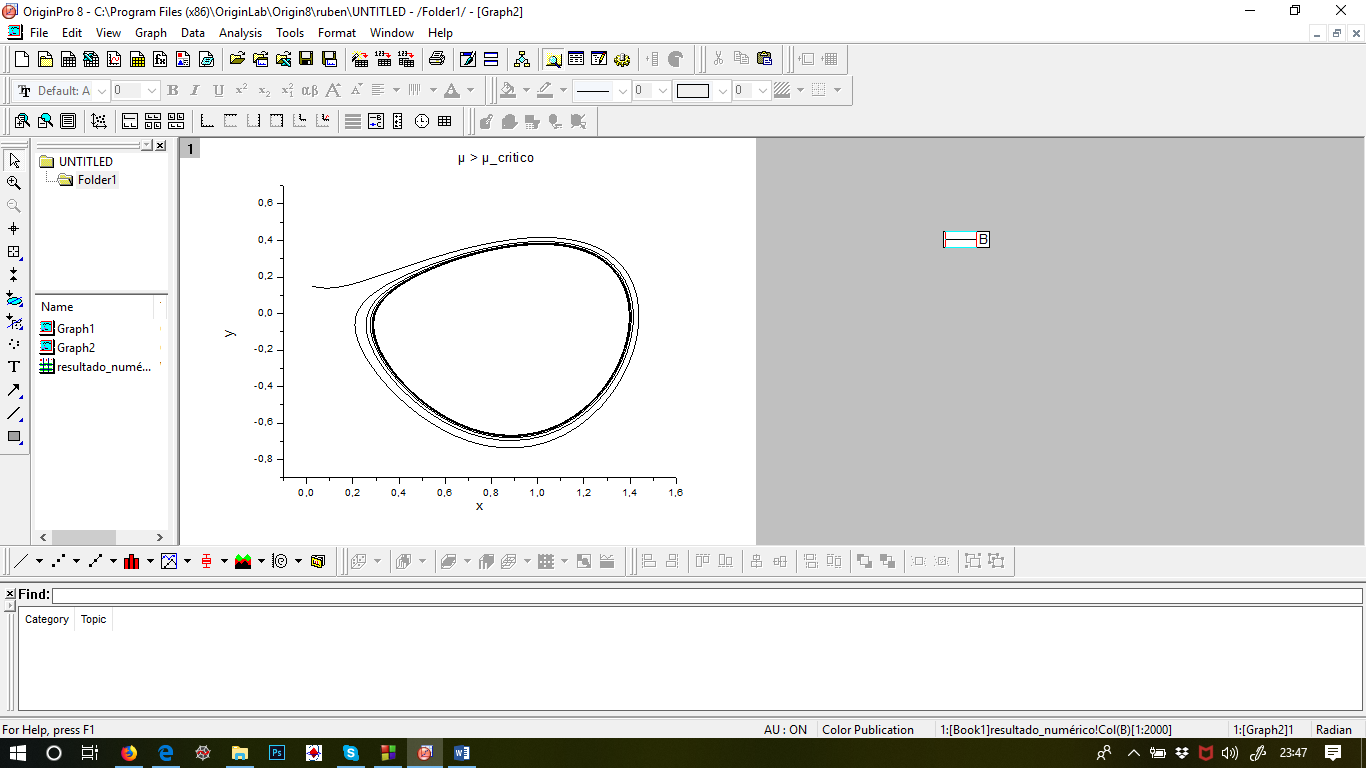 OriginPro 8 - C:\Program Files (x86)\OriginLab\Origin8\ruben\UNTITLED - /Folder1/ - [Graph2]
File Edit View Graph Data Analysis Tools Format Window Help
Default: A 0 B I U x² x₂ x²₁ αβ A A A 0 0
UNTITLED
Folder1
Name
Graph1
Graph2
resultado_numé...
1
μ > μ_critico
0,6
0,4
0,2
0,0
-0,2
-0,4
-0,6
-0,8
y
0,0 0,2 0,4 0,6 0,8 1,0 1,2 1,4 1,6
x
B
Find:
Category Topic
For Help, press F1 AU : ON Color Publication 1:[Book1]resultado_numérico!Col(B)[1:2000] 1:[Graph2]1 Radian
23:47